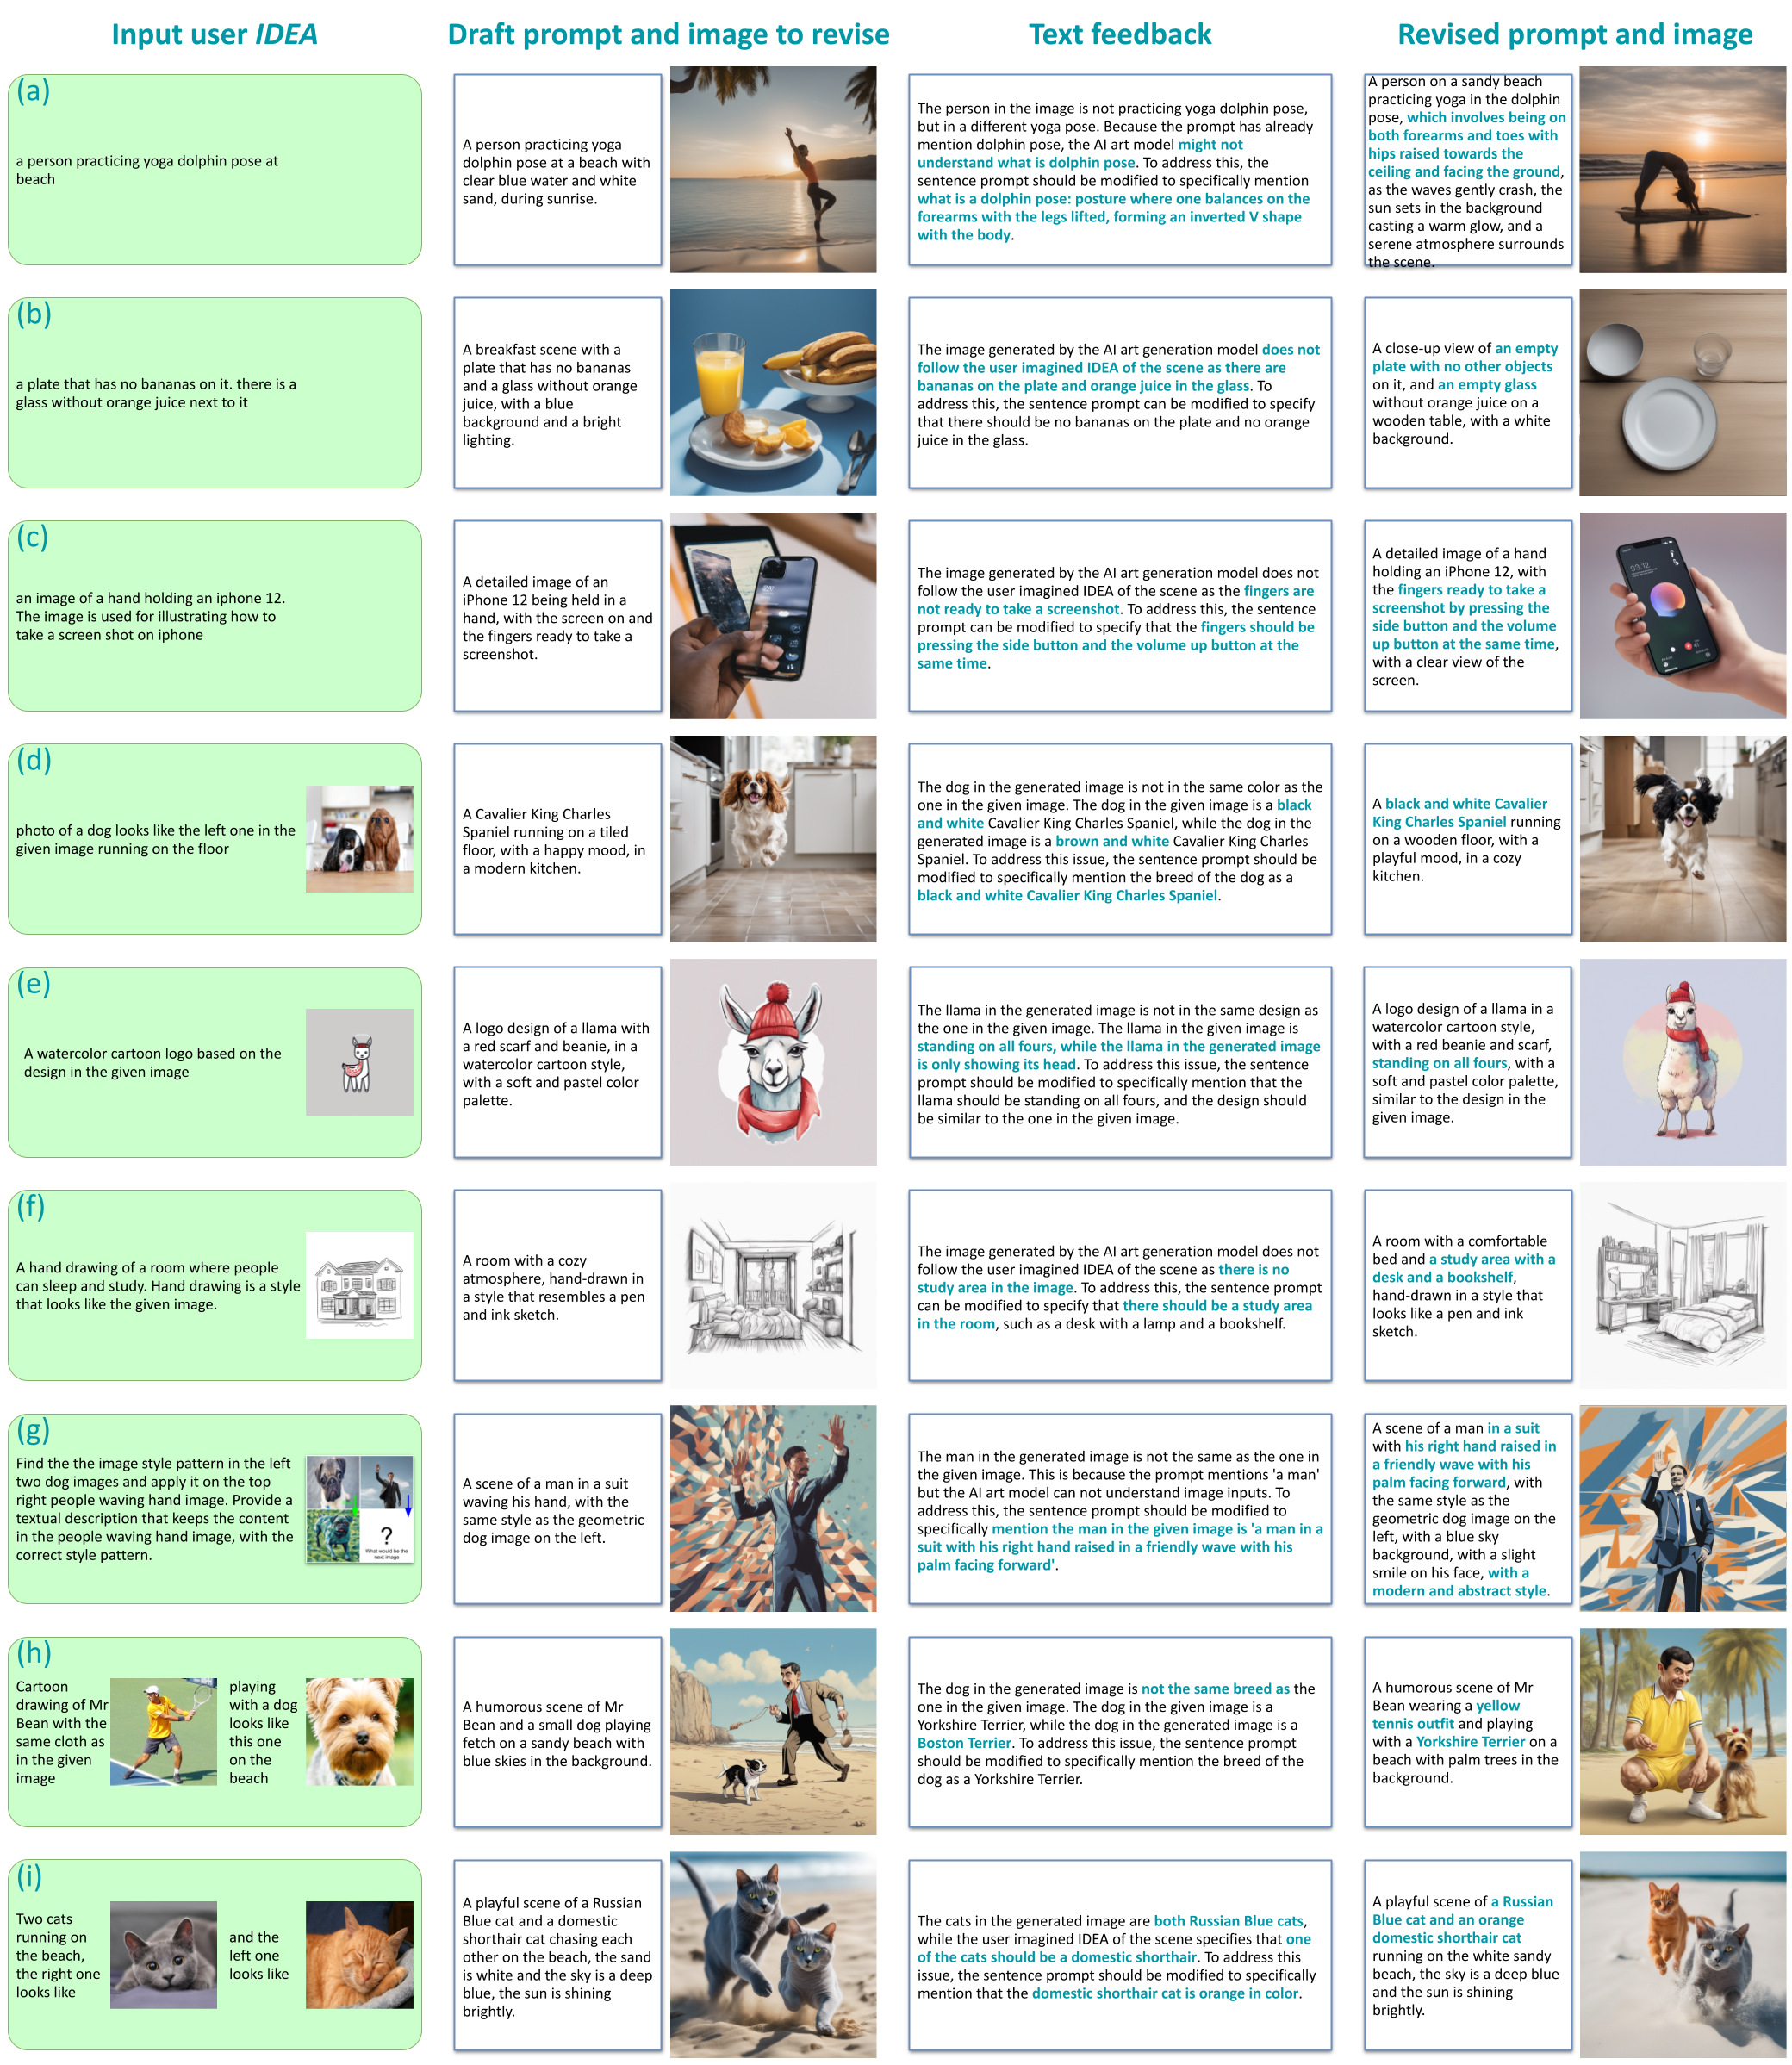 Input user IDEA
Draft prompt and image to revise
Text feedback
Revised prompt and image
(a)
a person practicing yoga dolphin pose at
beach
A person practicing yoga
dolphin pose at a beach with
clear blue water and white
sand, during sunrise.
The person in the image is not practicing yoga dolphin pose,
but in a different yoga pose. Because the prompt has already
mention dolphin pose, the AI art model might not
understand what is dolphin pose. To address this, the
sentence prompt should be modified to specifically mention
what is a dolphin pose: posture where one balances on the
forearms with the legs lifted, forming an inverted V shape
with the body.
A person on a sandy beach
practicing yoga in the dolphin
pose, which involves being on
both forearms and toes with
hips raised towards the
ceiling and facing the ground,
as the waves gently crash, the
sun sets in the background
casting a warm glow, and a
serene atmosphere surrounds
the scene.
(b)
a plate that has no bananas on it. there is a
glass without orange juice next to it
A breakfast scene with a
plate that has no bananas
and a glass without orange
juice, with a blue
background and a bright
lighting.
The image generated by the AI art generation model does not
follow the user imagined IDEA of the scene as there are
bananas on the plate and orange juice in the glass. To
address this, the sentence prompt can be modified to specify
that there should be no bananas on the plate and no orange
juice in the glass.
A close-up view of an empty
plate with no other objects
on it, and an empty glass
without orange juice on a
wooden table, with a white
background.
(c)
an image of a hand holding an iphone 12.
The image is used for illustrating how to
take a screen shot on iphone
A detailed image of an
iPhone 12 being held in a
hand, with the screen on and
the fingers ready to take a
screenshot.
The image generated by the AI art generation model does not
follow the user imagined IDEA of the scene as the fingers are
not ready to take a screenshot. To address this, the sentence
prompt can be modified to specify that the fingers should be
pressing the side button and the volume up button at the
same time.
A detailed image of a hand
holding an iPhone 12, with
the fingers ready to take a
screenshot by pressing the
side button and the volume
up button at the same time,
with a clear view of the
screen.
(d)
photo of a dog looks like the left one in the
given image running on the floor
A Cavalier King Charles
Spaniel running on a tiled
floor, with a happy mood, in
a modern kitchen.
The dog in the generated image is not in the same color as the
one in the given image. The dog in the given image is a black
and white Cavalier King Charles Spaniel, while the dog in the
generated image is a brown and white Cavalier King Charles
Spaniel. To address this issue, the sentence prompt should be
modified to specifically mention the breed of the dog as a
black and white Cavalier King Charles Spaniel.
A black and white Cavalier
King Charles Spaniel running
on a wooden floor, with a
playful mood, in a cozy
kitchen.
(e)
A watercolor cartoon logo based on the
design in the given image
A logo design of a llama with
a red scarf and beanie, in a
watercolor cartoon style,
with a soft and pastel color
palette.
The llama in the generated image is not in the same design as
the one in the given image. The llama in the given image is
standing on all fours, while the llama in the generated image
is only showing its head. To address this issue, the sentence
prompt should be modified to specifically mention that the
llama should be standing on all fours, and the design should
be similar to the one in the given image.
A logo design of a llama in a
watercolor cartoon style,
with a red beanie and scarf,
standing on all fours, with a
soft and pastel color palette,
similar to the design in the
given image.
(f)
A hand drawing of a room where people
can sleep and study. Hand drawing is a style
that looks like the given image.
A room with a cozy
atmosphere, hand-drawn in
a style that resembles a pen
and ink sketch.
The image generated by the AI art generation model does not
follow the user imagined IDEA of the scene as there is no
study area in the image. To address this, the sentence prompt
can be modified to specify that there should be a study area
in the room, such as a desk with a lamp and a bookshelf.
A room with a comfortable
bed and a study area with a
desk and a bookshelf,
hand-drawn in a style that
looks like a pen and ink
sketch.
(g)
Find the the image style pattern in the left
two dog images and apply it on the top
right people waving hand image. Provide a
textual description that keeps the content
in the people waving hand image, with the
correct style pattern.
?
What would be the
next image
A scene of a man in a suit
waving his hand, with the
same style as the geometric
dog image on the left.
The man in the generated image is not the same as the one in
the given image. This is because the prompt mentions 'a man'
but the AI art model can not understand image inputs. To
address this, the sentence prompt should be modified to
specifically mention the man in the given image is 'a man in a
suit with his right hand raised in a friendly wave with his
palm facing forward'.
A scene of a man in a suit
with his right hand raised in
a friendly wave with his
palm facing forward, with
the same style as the
geometric dog image on the
left, with a blue sky
background, with a slight
smile on his face, with a
modern and abstract style.
(h)
Cartoon
drawing of Mr
Bean with the
same cloth as
in the given
image
playing
with a dog
looks like
this one
on the
beach
A humorous scene of Mr
Bean and a small dog playing
fetch on a sandy beach with
blue skies in the background.
The dog in the generated image is not the same breed as the
one in the given image. The dog in the given image is a
Yorkshire Terrier, while the dog in the generated image is a
Boston Terrier. To address this issue, the sentence prompt
should be modified to specifically mention the breed of the
dog as a Yorkshire Terrier.
A humorous scene of Mr
Bean wearing a yellow
tennis outfit and playing
with a Yorkshire Terrier on a
beach with palm trees in the
background.
(i)
Two cats
running on
the beach,
the right one
looks like
and the
left one
looks like
A playful scene of a Russian
Blue cat and a domestic
shorthair cat chasing each
other on the beach, the sand
is white and the sky is a deep
blue, the sun is shining
brightly.
The cats in the generated image are both Russian Blue cats,
while the user imagined IDEA of the scene specifies that one
of the cats should be a domestic shorthair. To address this
issue, the sentence prompt should be modified to specifically
mention that the domestic shorthair cat is orange in color.
A playful scene of a Russian
Blue cat and an orange
domestic shorthair cat
running on the white sandy
beach, the sky is a deep blue
and the sun is shining
brightly.